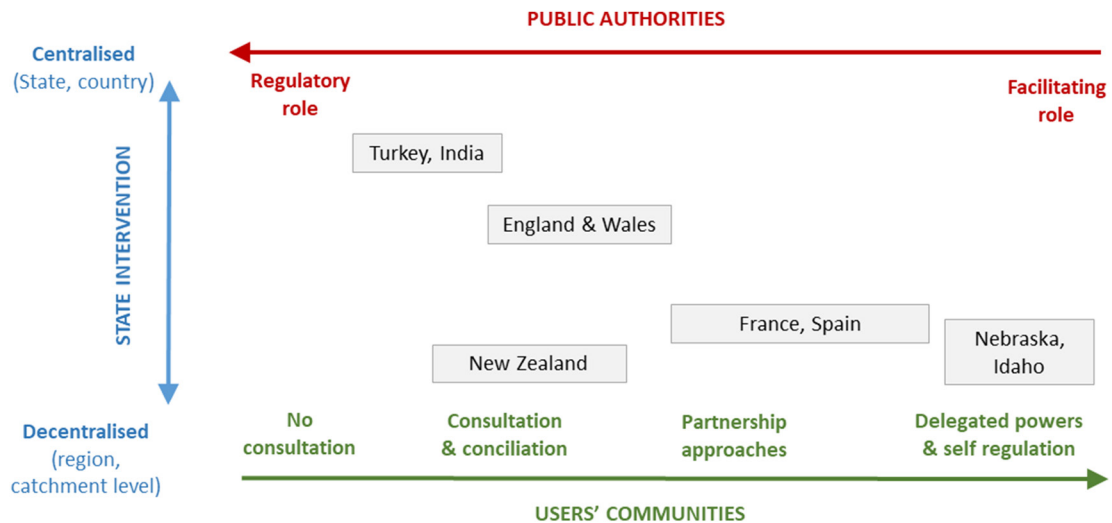 PUBLIC AUTHORITIES
Centralised
(State, country)
Regulatory
role
Facilitating
role
STATE INTERVENTION
Turkey, India
England & Wales
France, Spain
Nebraska,
Idaho
New Zealand
Decentralised
(region,
catchment level)
No
consultation
Consultation
& conciliation
Partnership
approaches
Delegated powers
& self regulation
USERS' COMMUNITIES